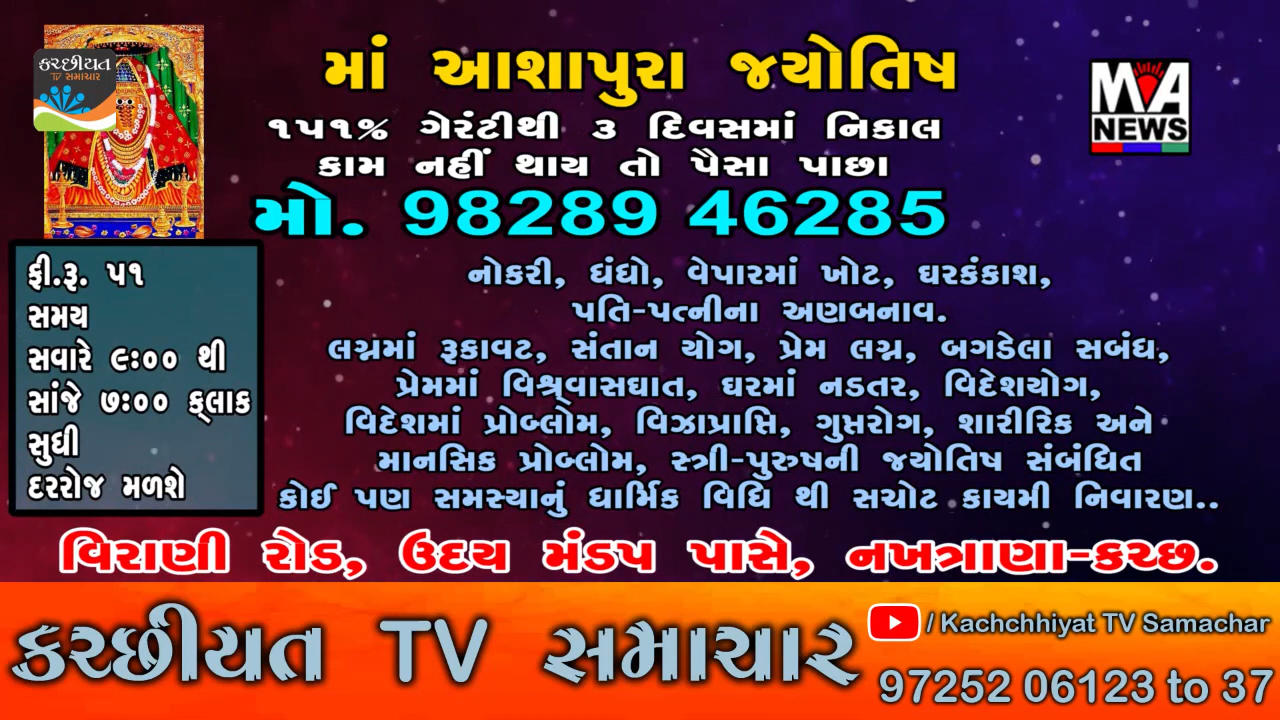 કચ્છીયત
TV સમાચાર
માં આશાપુરા જયોતિષ
MA
NEWS
૧૫૧% ગેરંટીથી ૩ દિવસમાં નિકાલ
કામ નહીં થાય તો પૈસા પાછા
મો. 98289 46285
ફી.રૂ. ૫૧
સમય
સવારે ૯:૦૦ થી
સાંજે ૭:૦૦ ક્લાક
સુધી
દરરોજ મળશે
નોકરી, ધંધો, વેપારમાં ખોટ, ઘરકંકાશ,
પતિ-પત્નીના અણબનાવ.
લગ્નમાં રૂકાવટ, સંતાન યોગ, પ્રેમ લગ્ન, બગડેલા સબંધ,
પ્રેમમાં વિશ્ર્વાસઘાત, ઘરમાં નડતર, વિદેશયોગ,
વિદેશમાં પ્રોબ્લોમ, વિઝાપ્રાપ્તિ, ગુપ્તરોગ, શારીરિક અને
માનસિક પ્રોબ્લોમ, સ્ત્રી-પુરુષની જયોતિષ સંબંધિત
કોઈ પણ સમસ્યાનું ધાર્મિક વિધિ થી સચોટ કાયમી નિવારણ..
વિરાણી રોડ, ઉદય મંડપ પાસે, નખત્રાણા-કચ્છ.
કચ્છીયત TV સમાચાર
/ Kachchhiyat TV Samachar
97252 06123 to 37